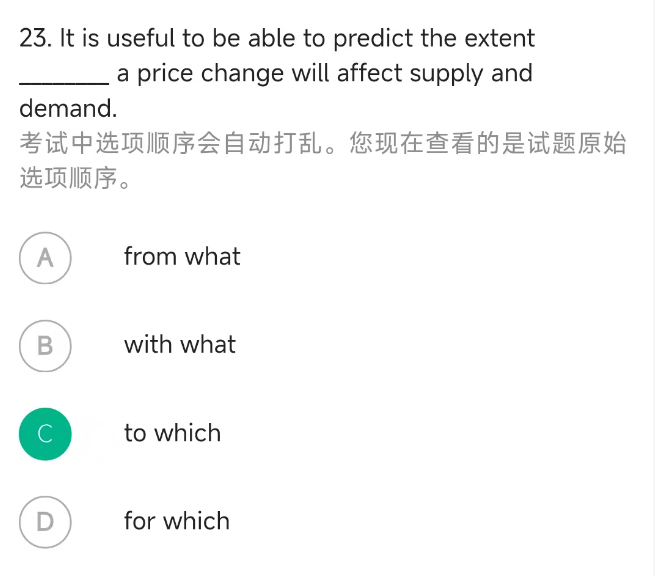 23. It is useful to be able to predict the extent
________ a price change will affect supply and
demand.
考试中选项顺序会自动打乱。您现在查看的是试题原始
选项顺序。
A from what
B with what
C to which
D for which